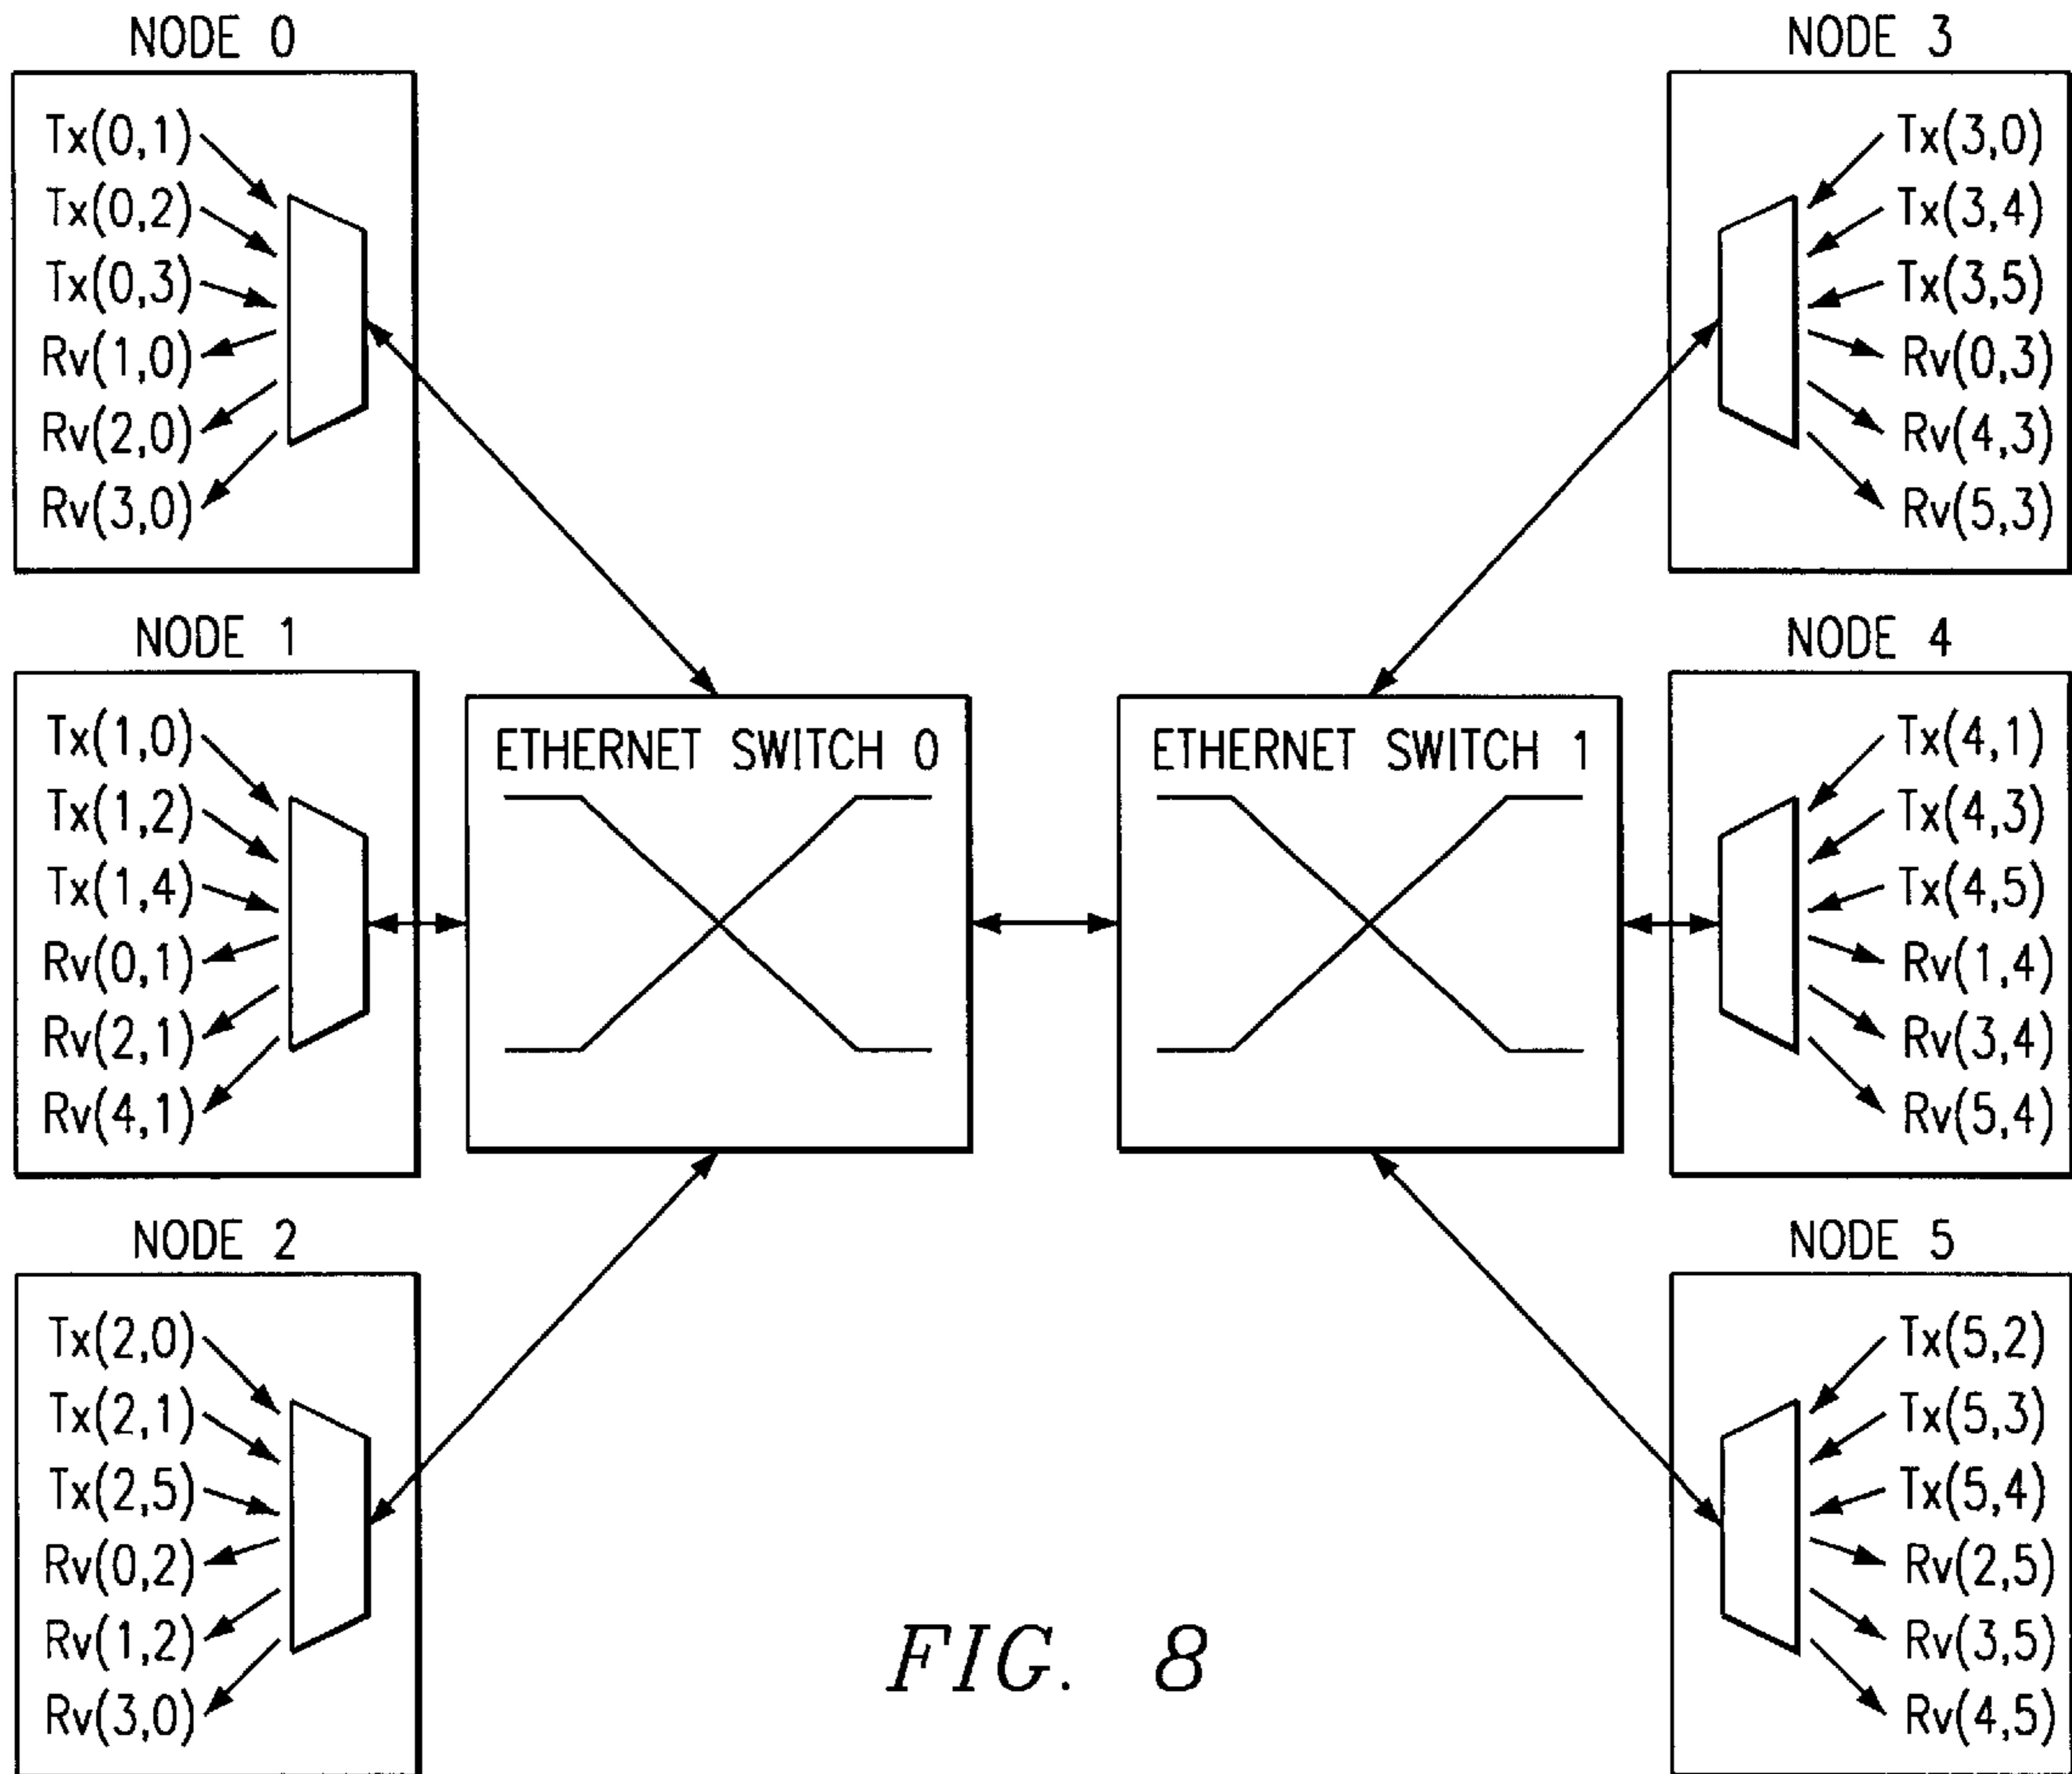 NODE 0
Tx(0,1)
Tx(0,2)
Tx(0,3)
Rv(1,0)
Rv(2,0)
Rv(3,0)
NODE 1
Tx(1,0)
Tx(1,2)
Tx(1,4)
Rv(0,1)
Rv(2,1)
Rv(4,1)
NODE 2
Tx(2,0)
Tx(2,1)
Tx(2,5)
Rv(0,2)
Rv(1,2)
Rv(3,0)
ETHERNET SWITCH 0
ETHERNET SWITCH 1
NODE 3
Tx(3,0)
Tx(3,4)
Tx(3,5)
Rv(0,3)
Rv(4,3)
Rv(5,3)
NODE 4
Tx(4,1)
Tx(4,3)
Tx(4,5)
Rv(1,4)
Rv(3,4)
Rv(5,4)
NODE 5
Tx(5,2)
Tx(5,3)
Tx(5,4)
Rv(2,5)
Rv(3,5)
Rv(4,5)
FIG. 8